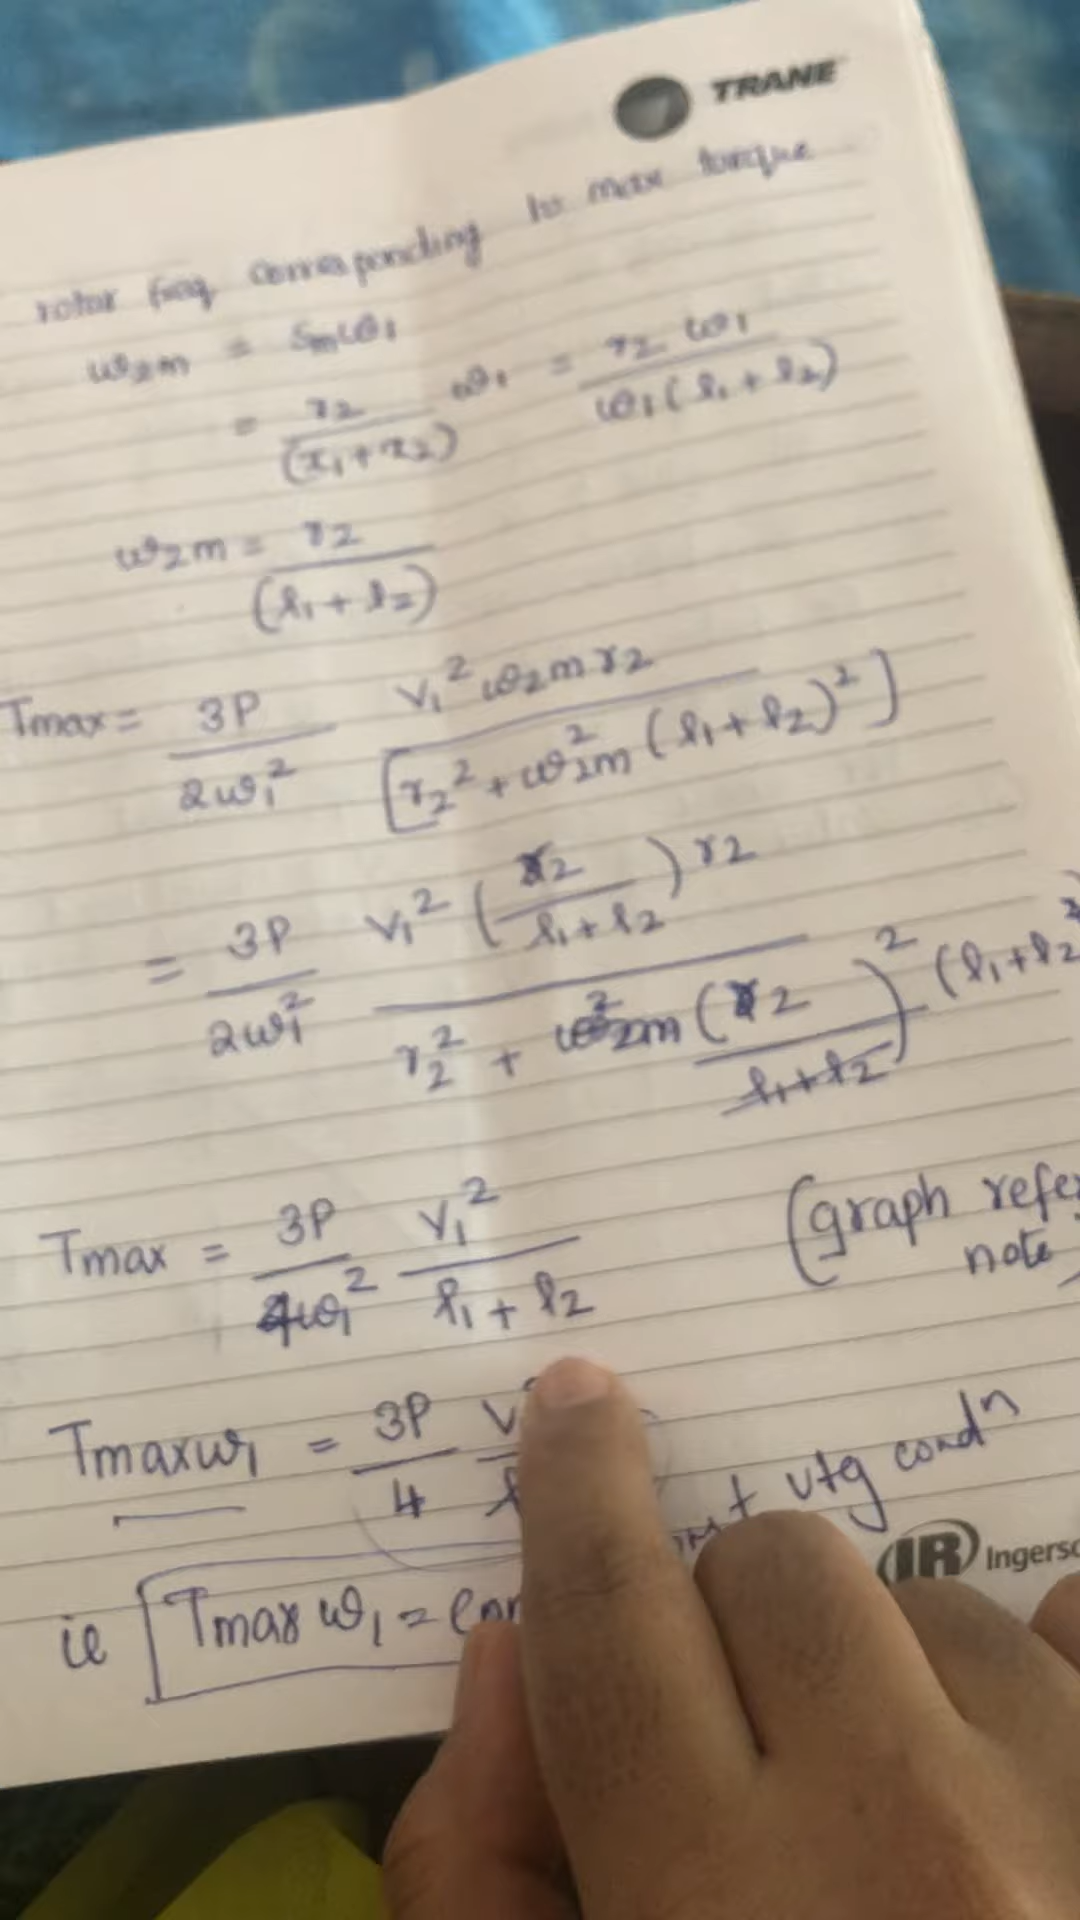 TRANE
rotor freq corresponding to max torque
ω2m = smω1
= r2/(x1+x2) ω1 = r2 ω1/ω1(l1+l2)
ω2m = r2/(l1+l2)
Tmax = 3P/2ω1² V1² ω2m r2/[r2² + ω2m² (l1+l2)²]
= 3P/2ω1² V1² (r2/l1+l2) r2/r2² + (r2/l1+l2)² (l1+l2)²
Tmax = 3P/4ω1² V1²/l1+l2 (graph
note)
Tmaxω1 = 3P/4 vtg condn
IR
ie Tmax ω1 =